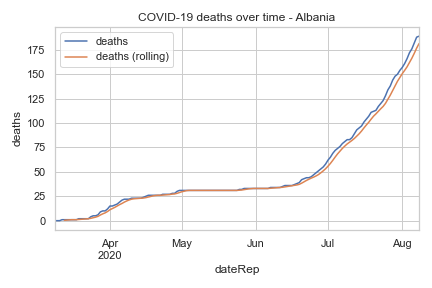 COVID-19 deaths over time - Albania
deaths
deaths (rolling)
175
150
125
100
75
50
25
0
deaths
Apr
2020
May
Jun
Jul
Aug
dateRep